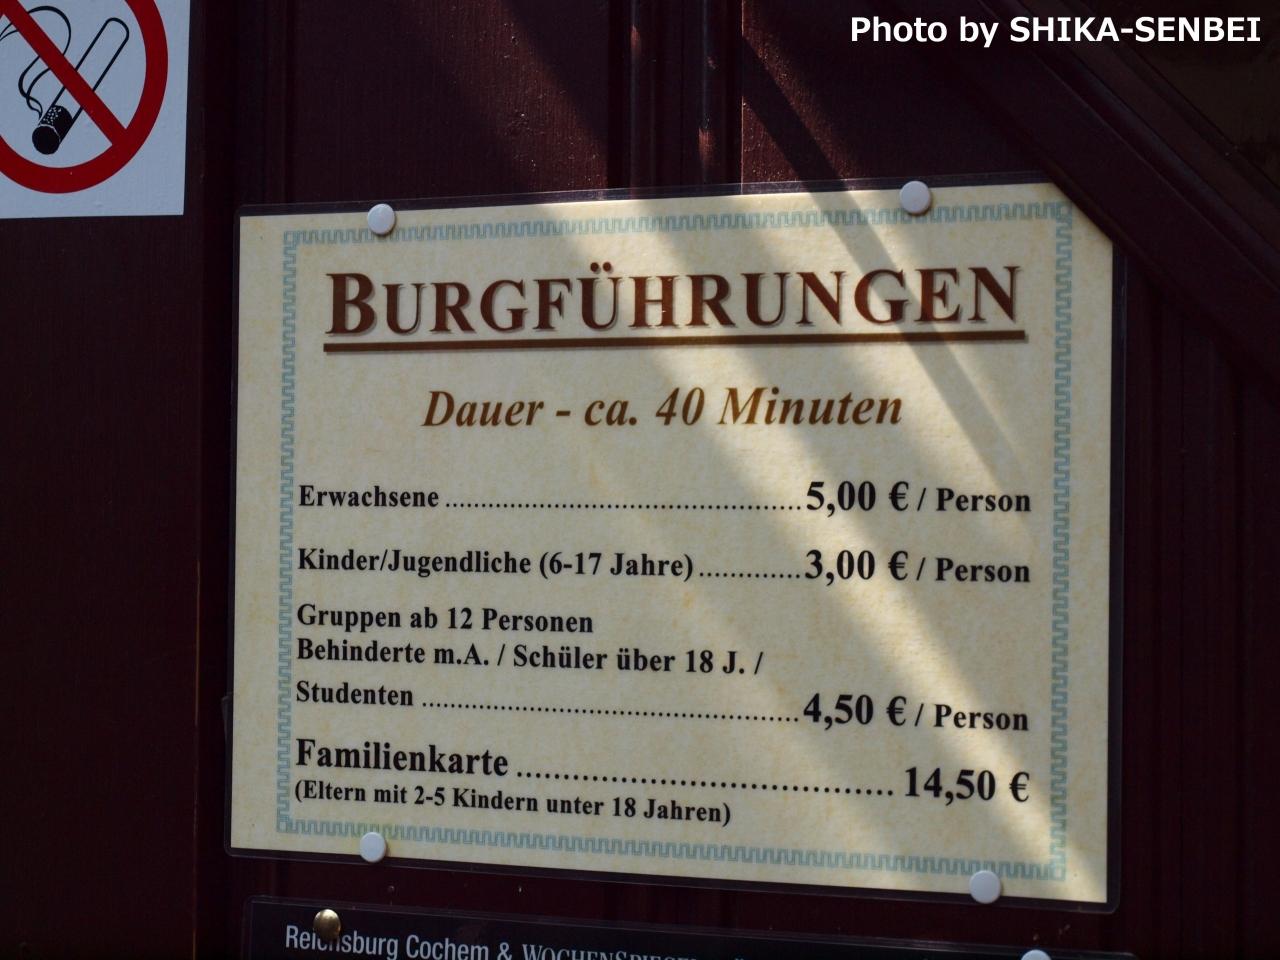 Photo by SHIKA-SENBEI
BURGFÜHRUNGEN
Dauer - ca. 40 Minuten
Erwachsene ........................................ 5,00 € / Person
Kinder/Jugendliche (6-17 Jahre) ............. 3,00 € / Person
Gruppen ab 12 Personen
Behinderte m.A. / Schüler über 18 J. /
Studenten ........................................... 4,50 € / Person
Familienkarte ................................... 14,50 €
(Eltern mit 2-5 Kindern unter 18 Jahren)
Reichsburg Cochem & WOCHENSPIEGEL